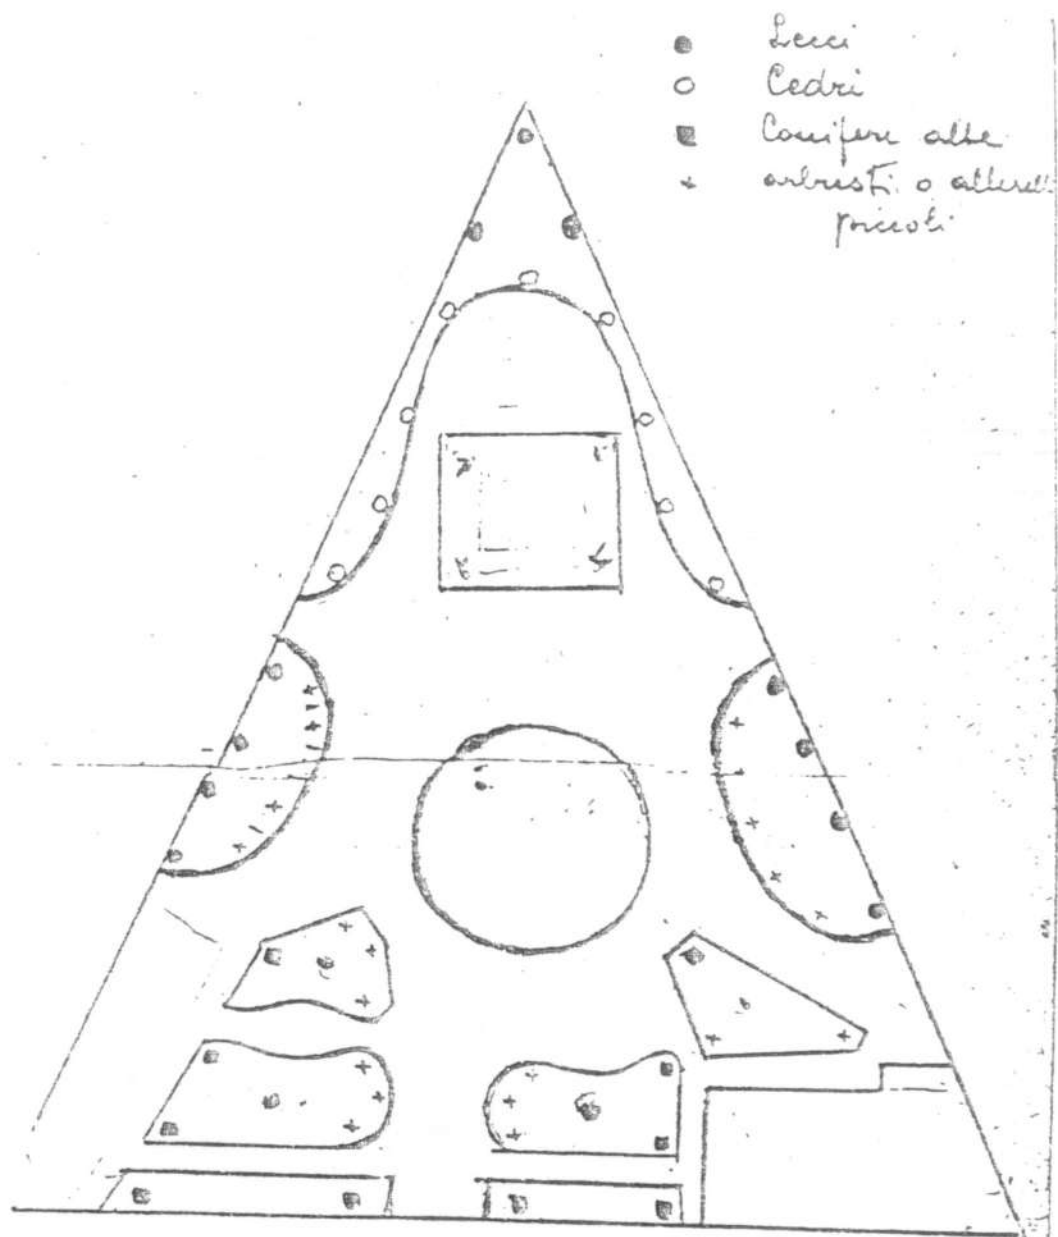 Lecci
Cedri
Conifere alte
arbusti o alberelli
piccoli